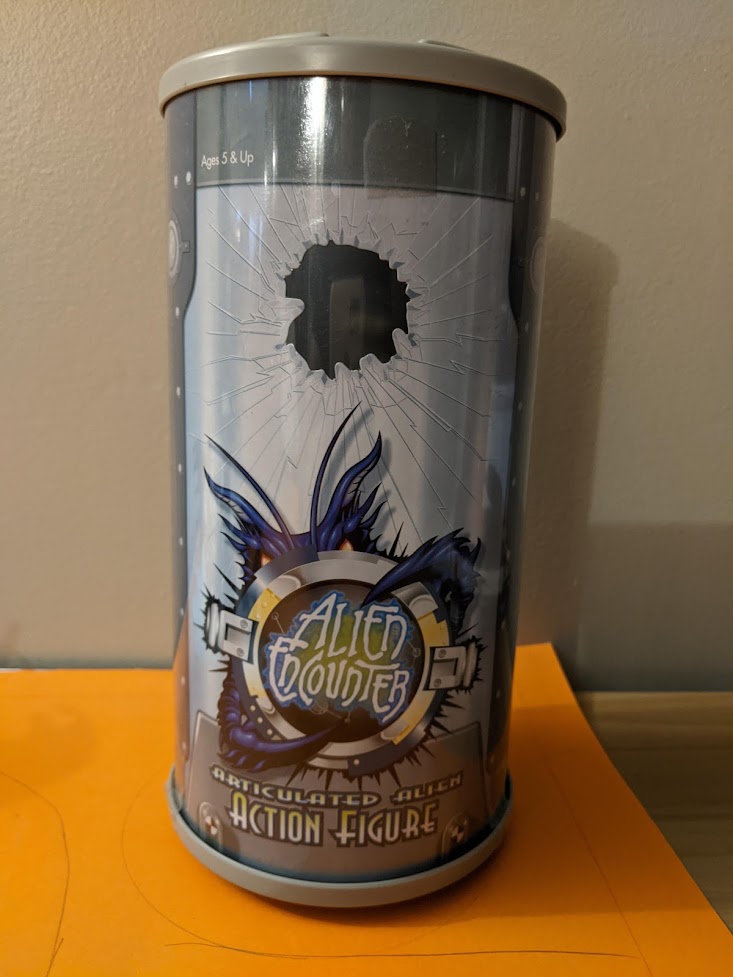 Ages 5 & Up
ALIEN
ENCOUNTER
ARTICULATED ALIEN
ACTION FIGURE